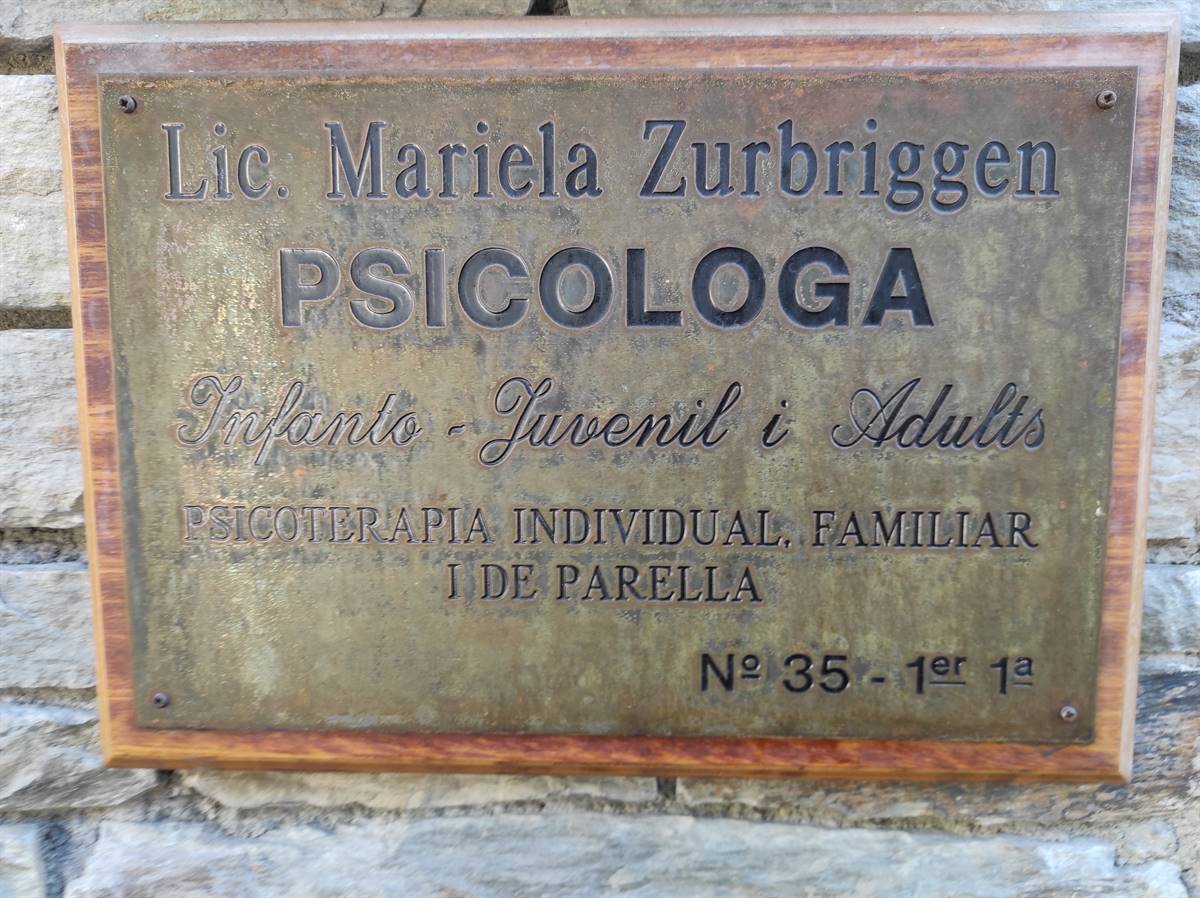 Lic. Mariela Zurbriggen
PSICOLOGA
Infanto - Juvenil i Adults
PSICOTERAPIA INDIVIDUAL, FAMILIAR
I DE PARELLA
Nº 35 - 1er 1ª